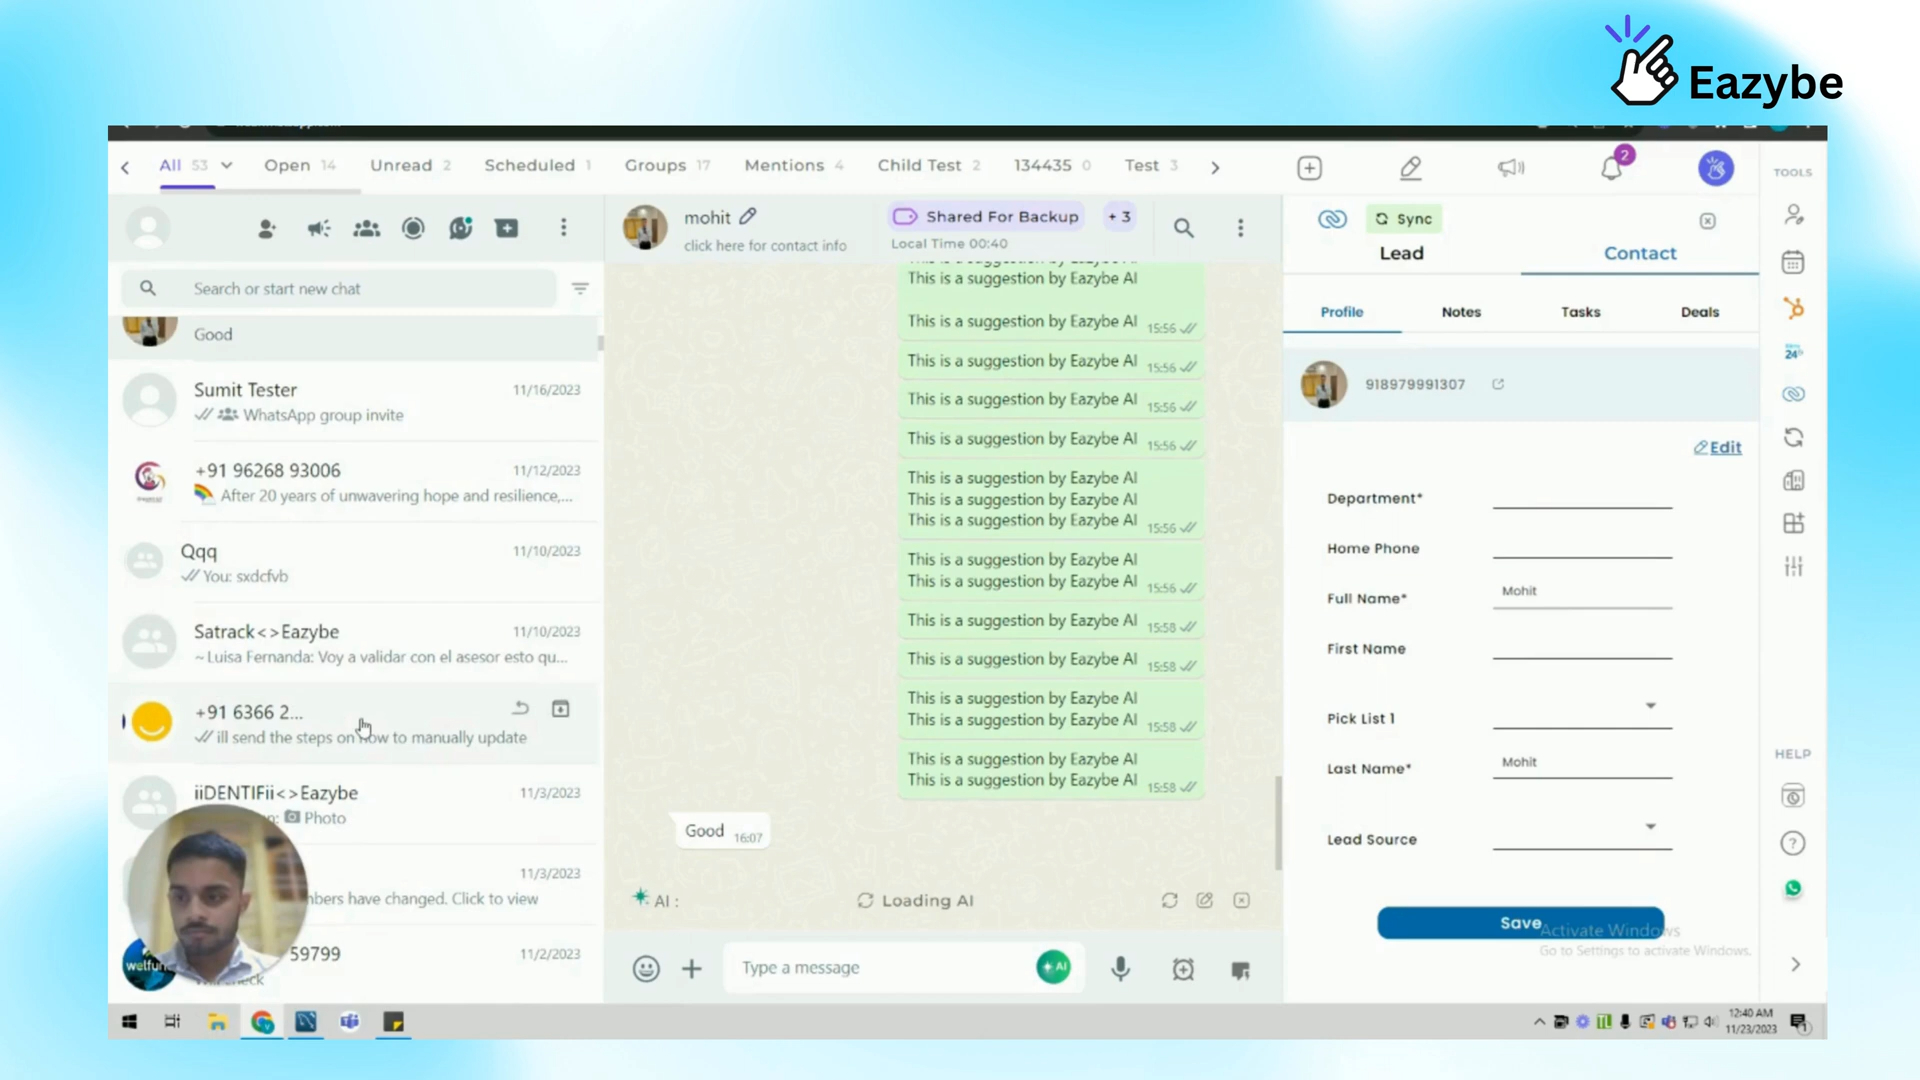 Eazybe
All 53
Open 14
Unread 2
Scheduled 1
Groups 17
Mentions 4
Child Test 2
134435 0
Test 3
2
TOOLS
Search or start new chat
Good
Sumit Tester 11/16/2023
WhatsApp group invite
+91 96268 93006 11/12/2023
After 20 years of unwavering hope and resilience,...
Qqq 11/10/2023
You: sxdcfvb
Satrack<>Eazybe 11/10/2023
~Luisa Fernanda: Voy a validar con el asesor esto qu...
+91 6366 2...
ill send the steps on how to manually update
iiDENTIFii<>Eazybe 11/3/2023
Photo
11/3/2023
have changed. Click to view
59799 11/2/2023
mohit
click here for contact info
Shared For Backup + 3
Local Time 00:40
This is a suggestion by Eazybe AI
This is a suggestion by Eazybe AI 15:56
This is a suggestion by Eazybe AI 15:56
This is a suggestion by Eazybe AI 15:56
This is a suggestion by Eazybe AI 15:56
This is a suggestion by Eazybe AI
This is a suggestion by Eazybe AI
This is a suggestion by Eazybe AI 15:56
This is a suggestion by Eazybe AI
This is a suggestion by Eazybe AI 15:56
This is a suggestion by Eazybe AI 15:58
This is a suggestion by Eazybe AI 15:58
This is a suggestion by Eazybe AI
This is a suggestion by Eazybe AI 15:58
This is a suggestion by Eazybe AI
This is a suggestion by Eazybe AI 15:58
Good 16:07
AI : Loading AI
Type a message
AI
Sync
Lead Contact
Profile Notes Tasks Deals
918979991307
Edit
Department*
Home Phone
Full Name* Mohit
First Name
Pick List 1
Last Name* Mohit
Lead Source
Save
Activate Windows
Go to Settings to activate Windows.
24
HELP
12:40 AM
11/23/2023